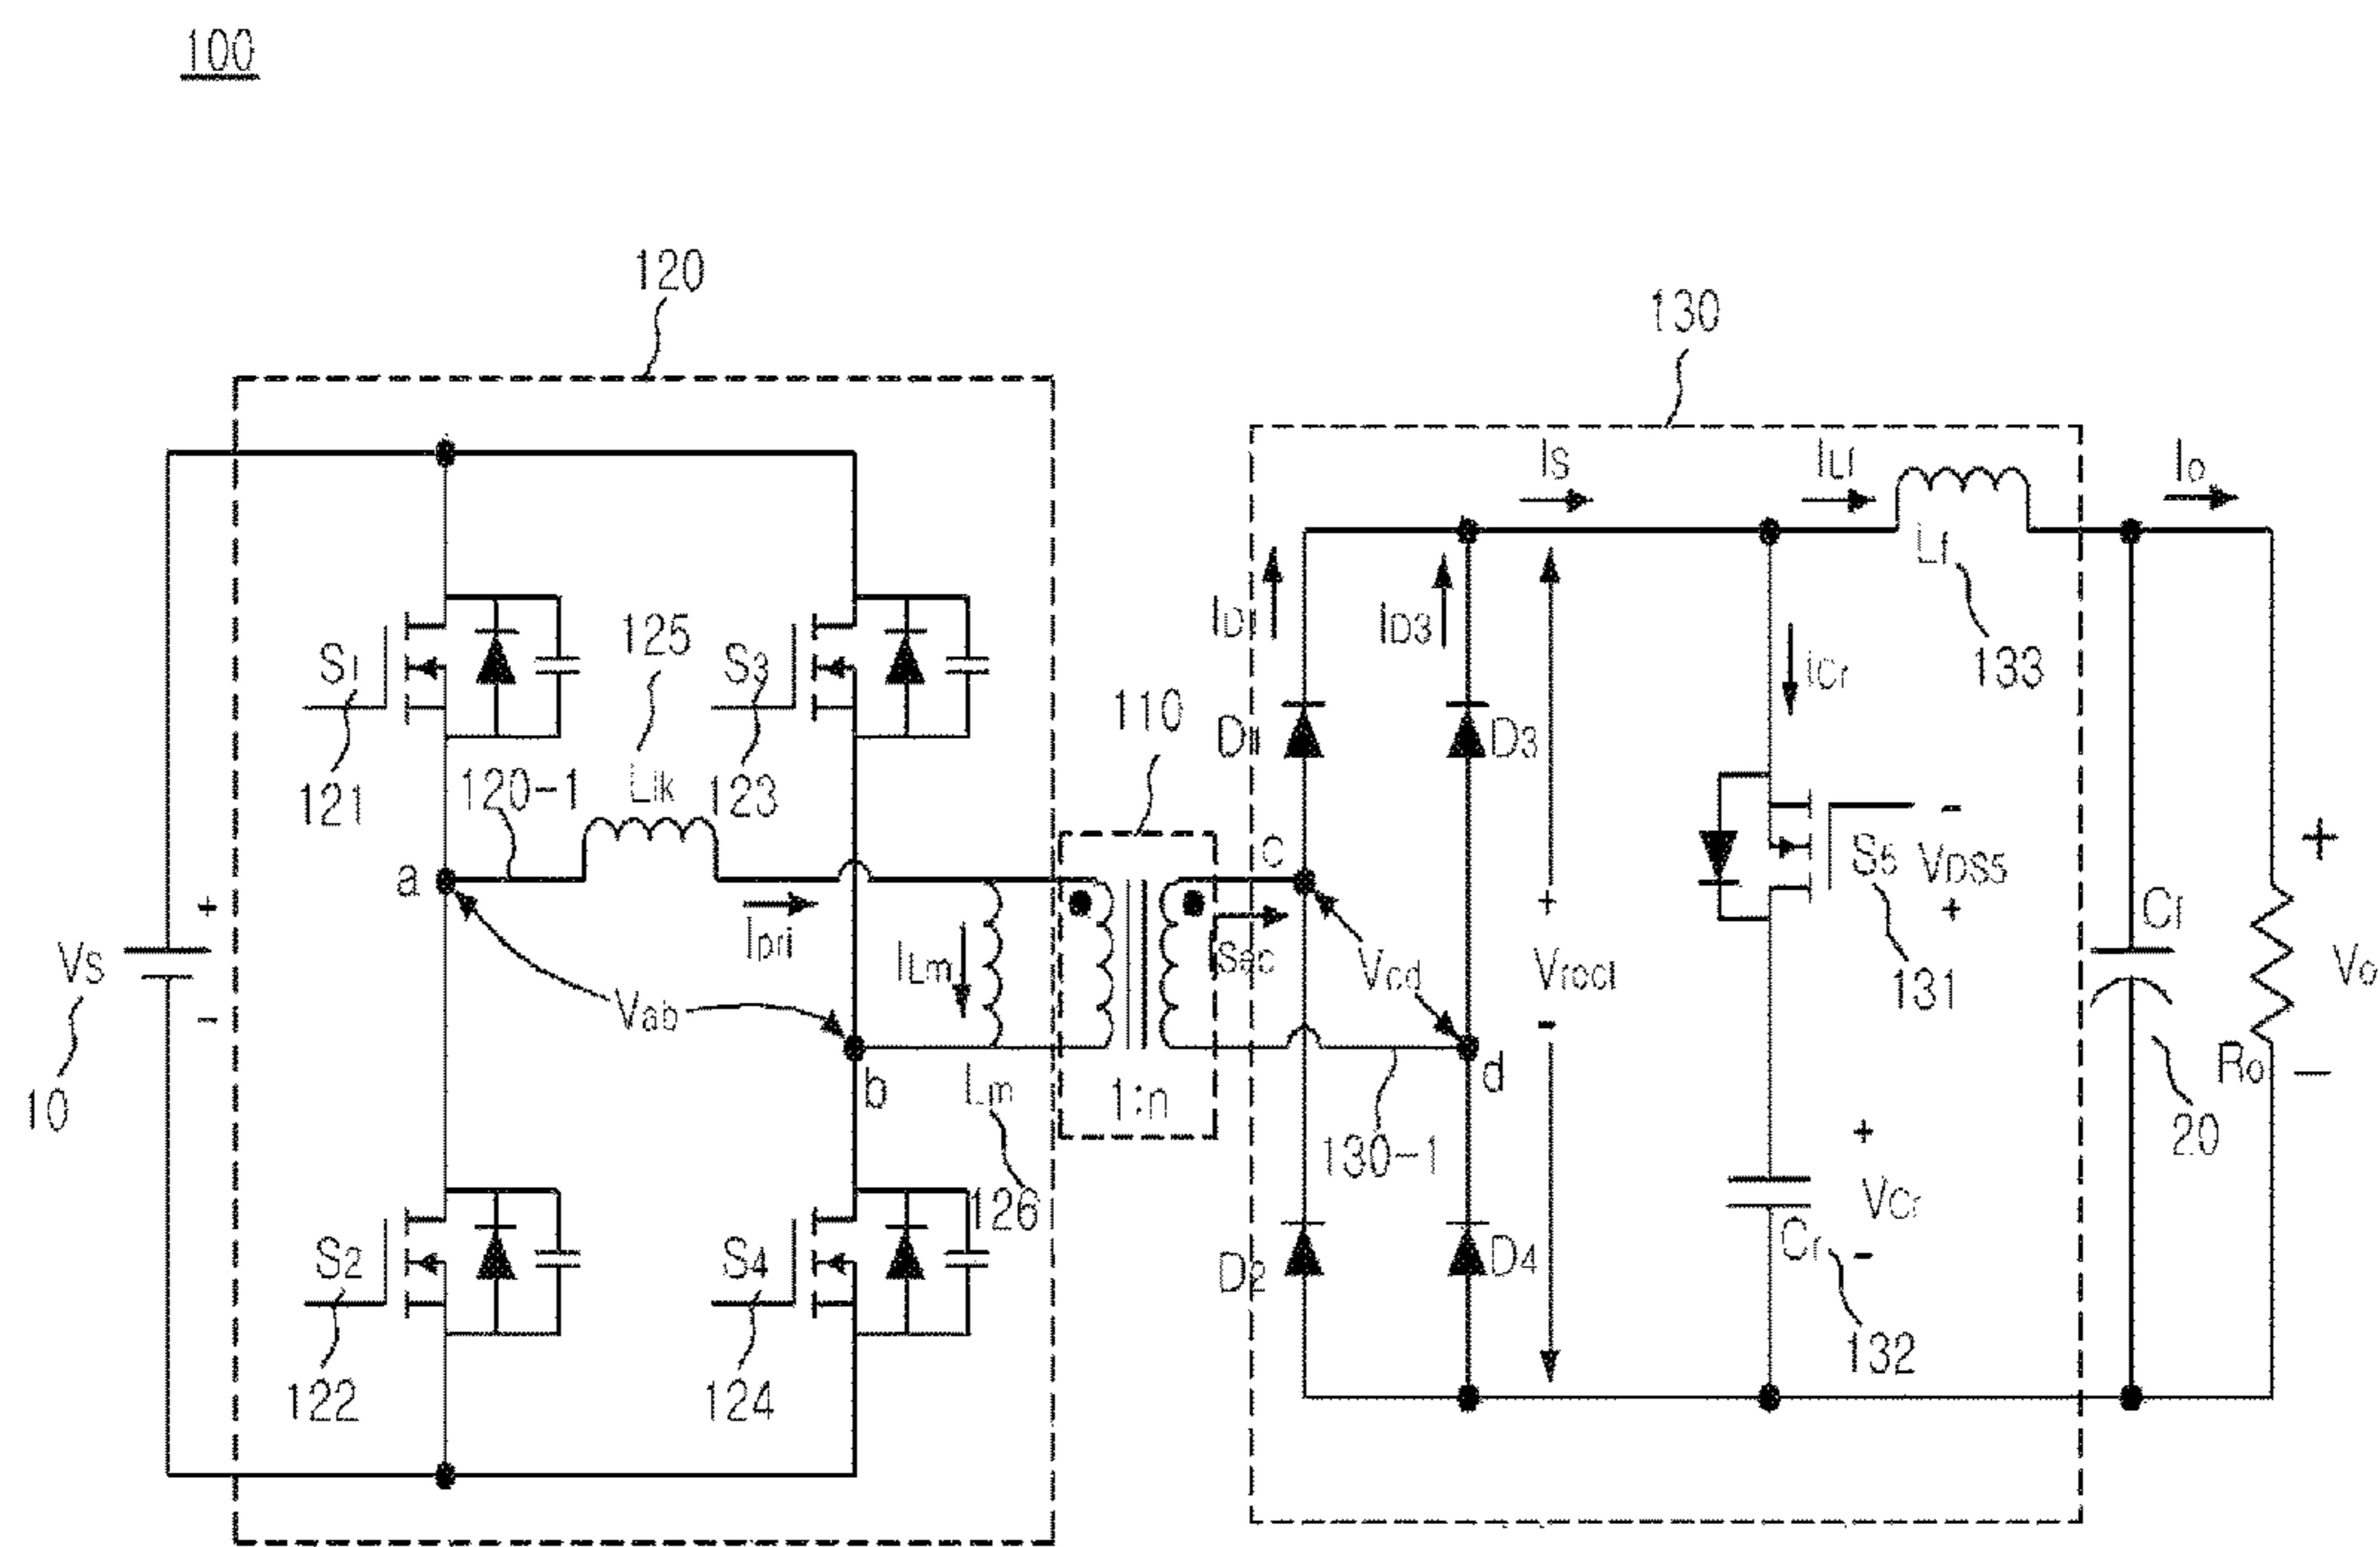 100
120
130
Is
ILf
Io
Lf
133
ID1
ID3
iCr
S1
125
S3
121
120-1
Llk
123
110
D1
D3
S5
-
VDS5
+
131
a
c
+
Vs
-
10
Ipri
ILm
Isec
Vcd
+
Vrect
-
Cf
+
Vo
-
Ro
20
Vab
b
Lm
1:n
d
130-1
126
S2
S4
122
124
D2
D4
+
VCr
-
Cr
132